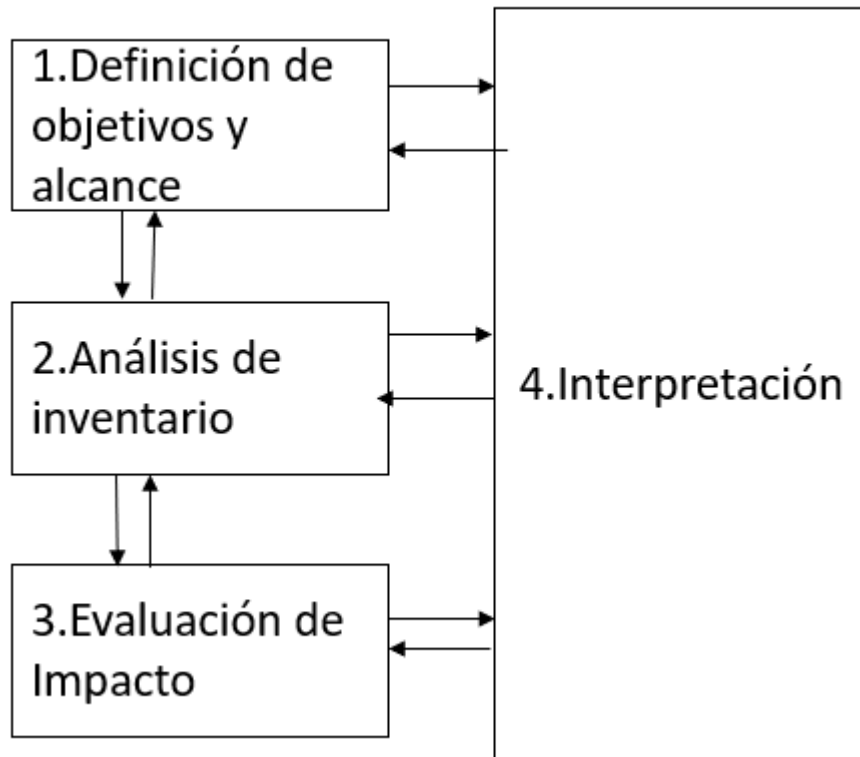 1.Definición de
objetivos y
alcance
2.Análisis de
inventario
4.Interpretación
3.Evaluación de
Impacto